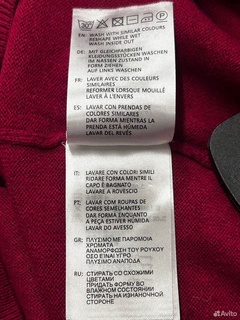 EN: WASH WITH SIMILAR COLOURS
RESHAPE WHILE WET
WASH INSIDE OUT
DE: MIT GLEICHFARBIGEN
KLEIDUNGSSTÜCKEN WASCHEN
IM NASSEN ZUSTAND IN
FORM ZIEHEN
AUF LINKS WASCHEN
FR: LAVER AVEC DES COULEURS
SIMILAIRES
REFORMER LORSQUE MOUILLÉ
LAVER À L'ENVERS
ES: LAVAR CON PRENDAS DE
COLORES SIMILARES
DAR FORMA MIENTRAS LA
PRENDA ESTÁ HÚMEDA
LAVAR DEL REVÉS
IT: LAVARE CON COLORI SIMILI
RIDARE FORMA MENTRE IL
CAPO È BAGNATO
LAVARE A ROVESCIO
PT: LAVAR COM ROUPAS DE
CORES SEMELHANTES
DAR FORMA ENQUANTO
A PEÇA ESTIVER HÚMIDA
LAVAR DO AVESSO
GR: ΠΛΥΣΙΜΟ ΜΕ ΠΑΡΟΜΟΙΑ
ΧΡΩΜΑΤΑ
ΑΝΑΜΟΡΦΩΣΗ ΤΟΥ ΡΟΥΧΟΥ
ΟΣΟ ΕΙΝΑΙ ΥΓΡΟ
ΠΛΥΣΙΜΟ ΑΝΑΠΟΔΑ
RU: СТИРАТЬ СО СХОЖИМИ
ЦВЕТАМИ
ПРИДАТЬ ФОРМУ ВО
ВЛАЖНОМ СОСТОЯНИИ
СТИРАТЬ НА ИЗНАНОЧНОЙ
СТОРОНЕ
Avito